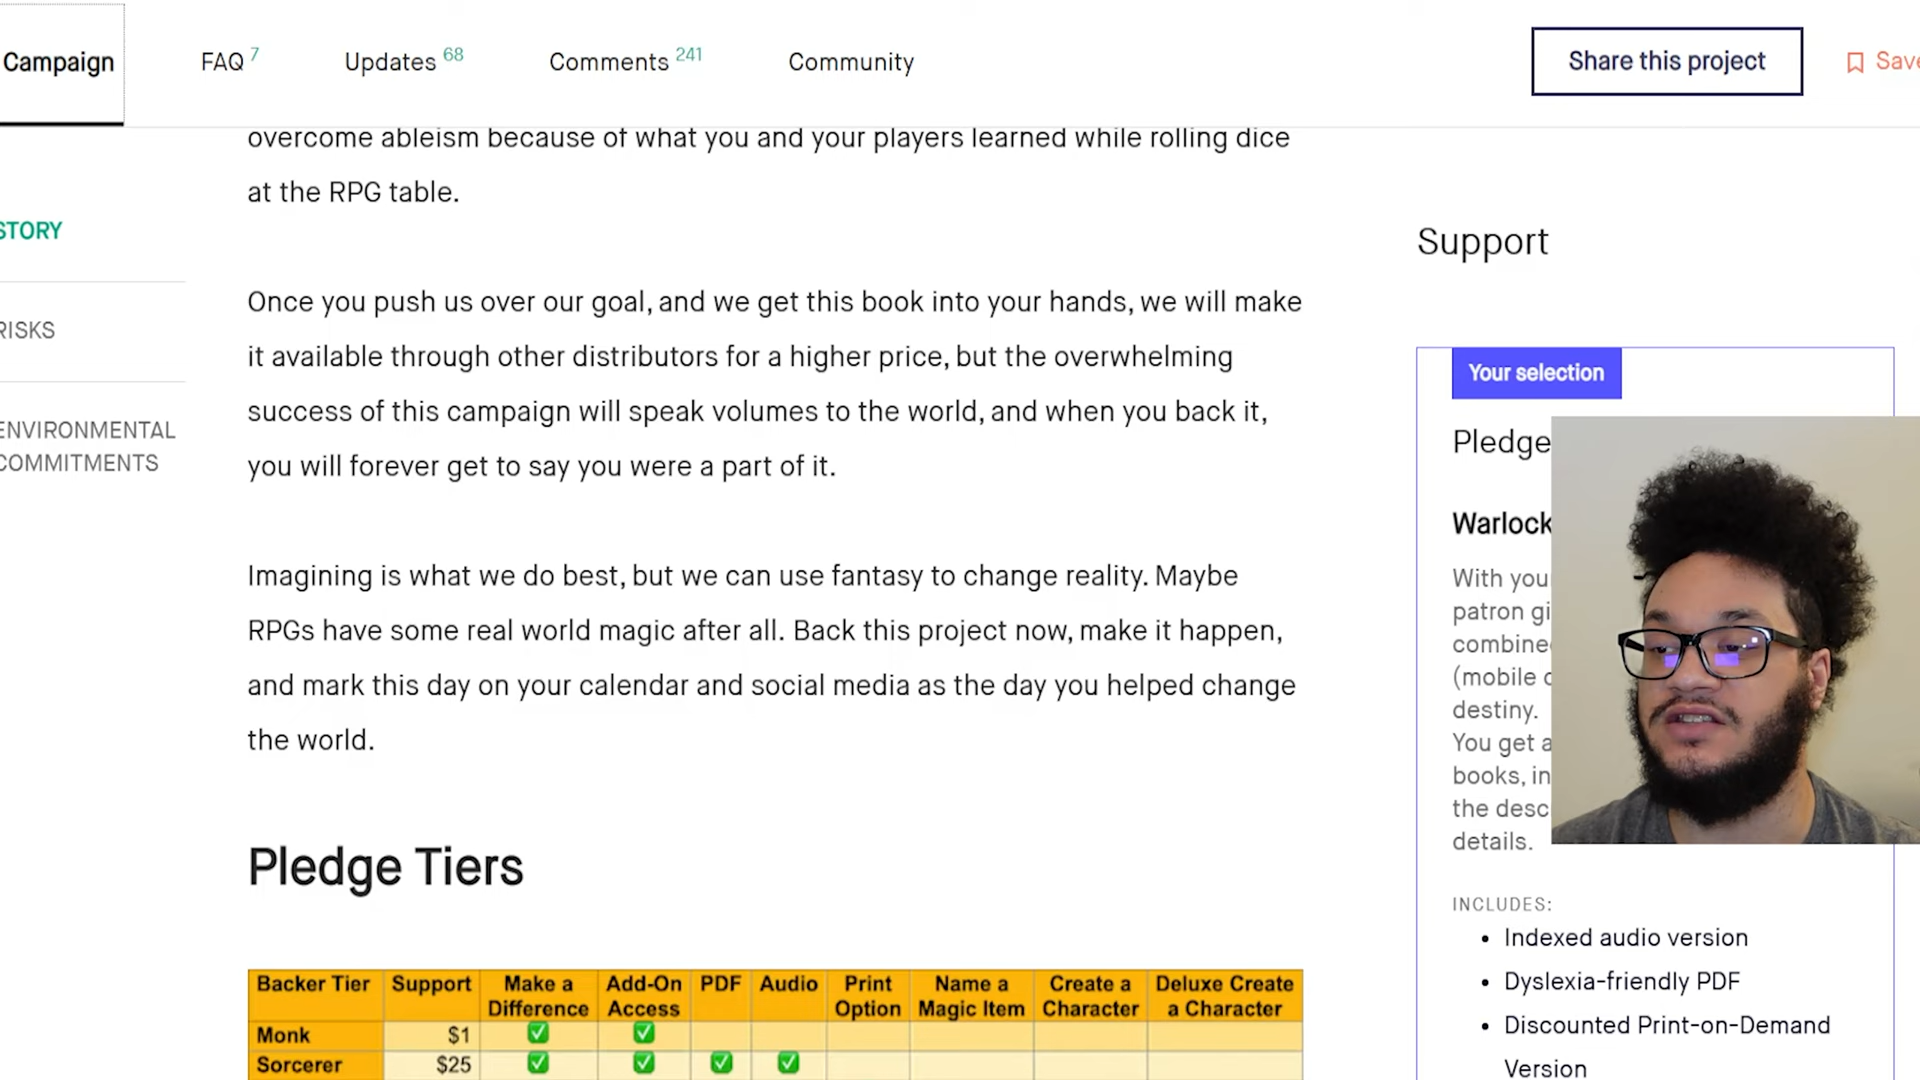 Campaign
FAQ 7
Updates 68
Comments 241
Community
Share this project
Save
overcome ableism because of what you and your players learned while rolling dice
at the RPG table.
STORY
RISKS
ENVIRONMENTAL
COMMITMENTS
Once you push us over our goal, and we get this book into your hands, we will make
it available through other distributors for a higher price, but the overwhelming
success of this campaign will speak volumes to the world, and when you back it,
you will forever get to say you were a part of it.
Imagining is what we do best, but we can use fantasy to change reality. Maybe
RPGs have some real world magic after all. Back this project now, make it happen,
and mark this day on your calendar and social media as the day you helped change
the world.
Pledge Tiers
Backer Tier Support Make a Difference Add-On Access PDF Audio Print Option Name a Magic Item Create a Character Deluxe Create a Character
Monk $1 ✅ ✅
Sorcerer $25 ✅ ✅ ✅ ✅
Support
Your selection
Pledge
Warlock
With you
patron gi
combine
(mobile
destiny.
You get a
books, in
the desc
details.
INCLUDES:
• Indexed audio version
• Dyslexia-friendly PDF
• Discounted Print-on-Demand
Version